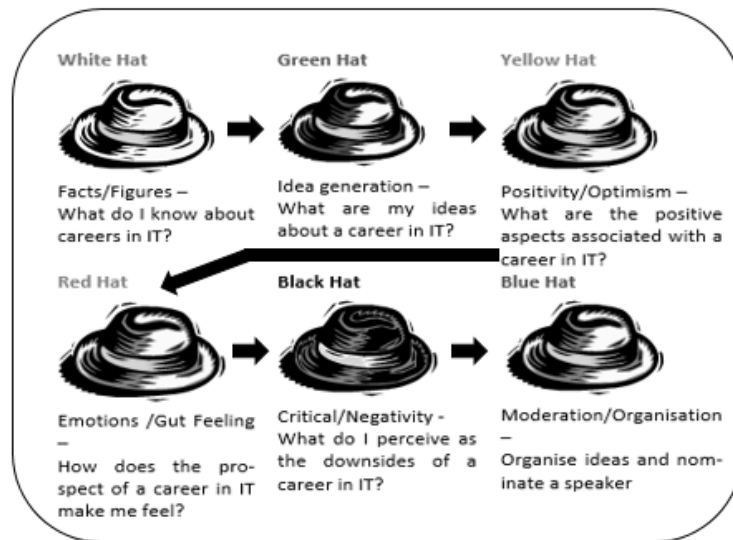 White Hat
Facts/Figures –
What do I know about
careers in IT?
Green Hat
Idea generation –
What are my ideas
about a career in IT?
Yellow Hat
Positivity/Optimism –
What are the positive
aspects associated with a
career in IT?
Red Hat
Emotions /Gut Feeling
–
How does the pro-
spect of a career in IT
make me feel?
Black Hat
Critical/Negativity -
What do I perceive as
the downsides of a
career in IT?
Blue Hat
Moderation/Organisation
–
Organise ideas and nom-
inate a speaker